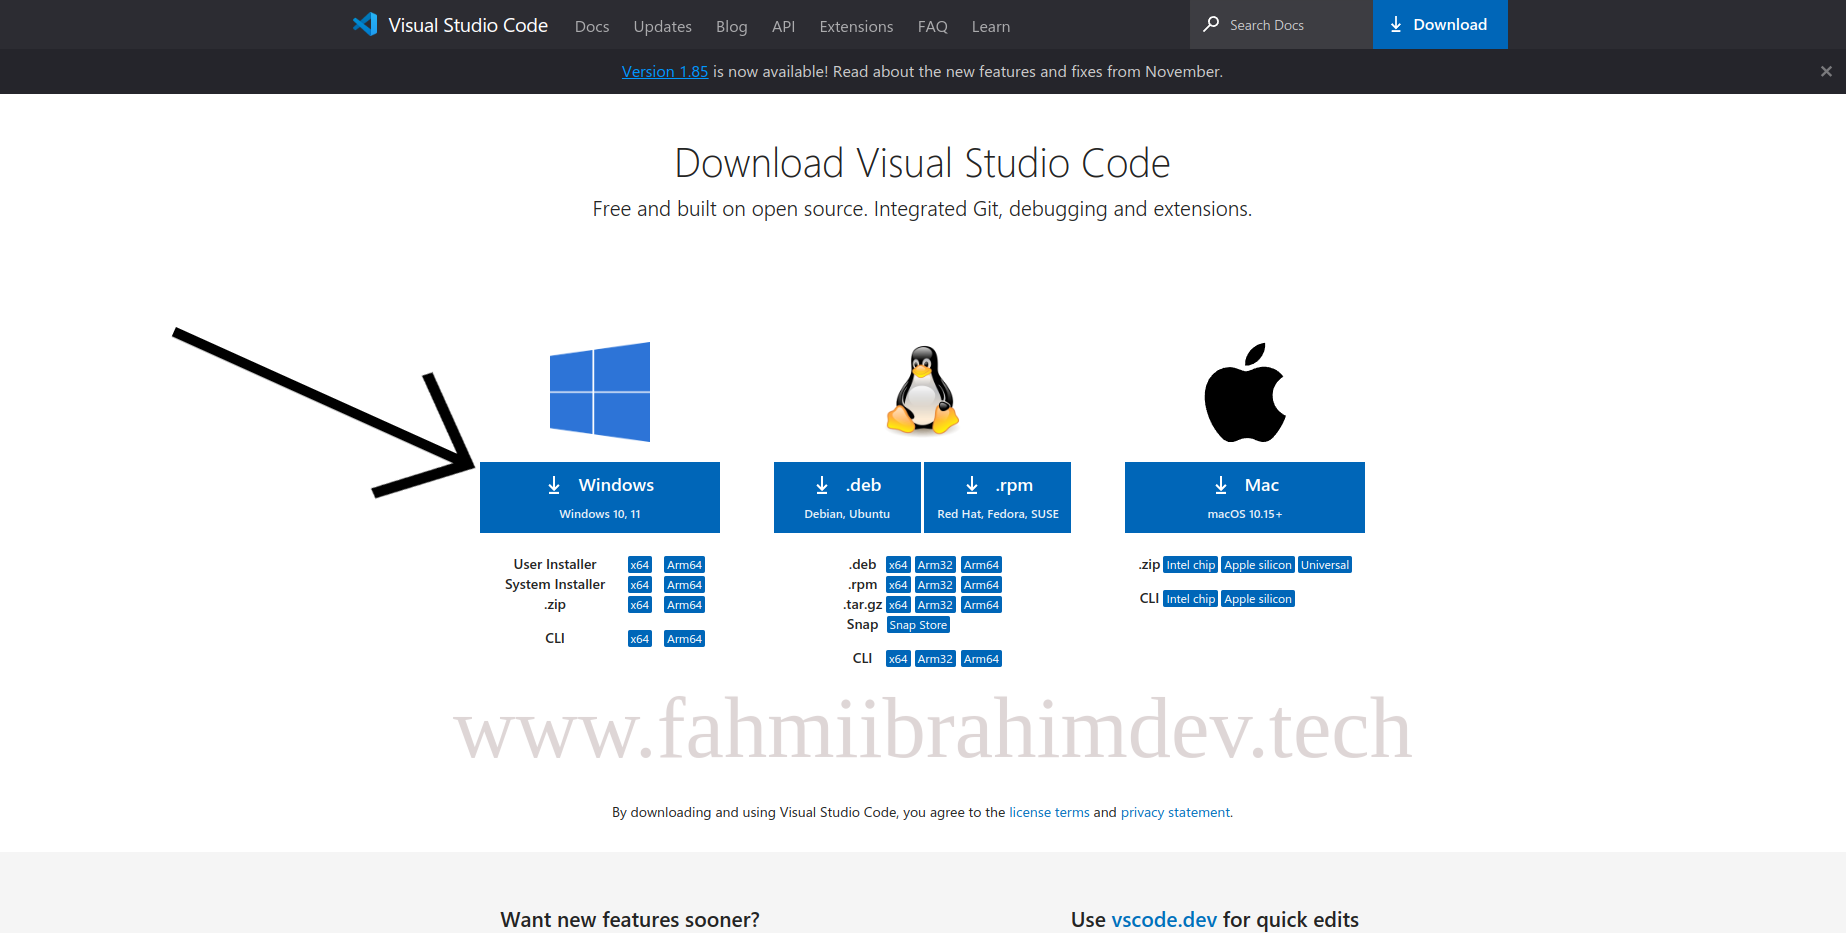 Visual Studio Code Docs Updates Blog API Extensions FAQ Learn Search Docs Download
Version 1.85 is now available! Read about the new features and fixes from November.
Download Visual Studio Code
Free and built on open source. Integrated Git, debugging and extensions.
Windows
Windows 10, 11
User Installer x64 Arm64
System Installer x64 Arm64
.zip x64 Arm64
CLI x64 Arm64
.deb
Debian, Ubuntu
.rpm
Red Hat, Fedora, SUSE
.deb x64 Arm32 Arm64
.rpm x64 Arm32 Arm64
.tar.gz x64 Arm32 Arm64
Snap Snap Store
CLI x64 Arm32 Arm64
Mac
macOS 10.15+
.zip Intel chip Apple silicon Universal
CLI Intel chip Apple silicon
www.fahmiibrahimdev.tech
By downloading and using Visual Studio Code, you agree to the license terms and privacy statement.
Want new features sooner?
Use vscode.dev for quick edits